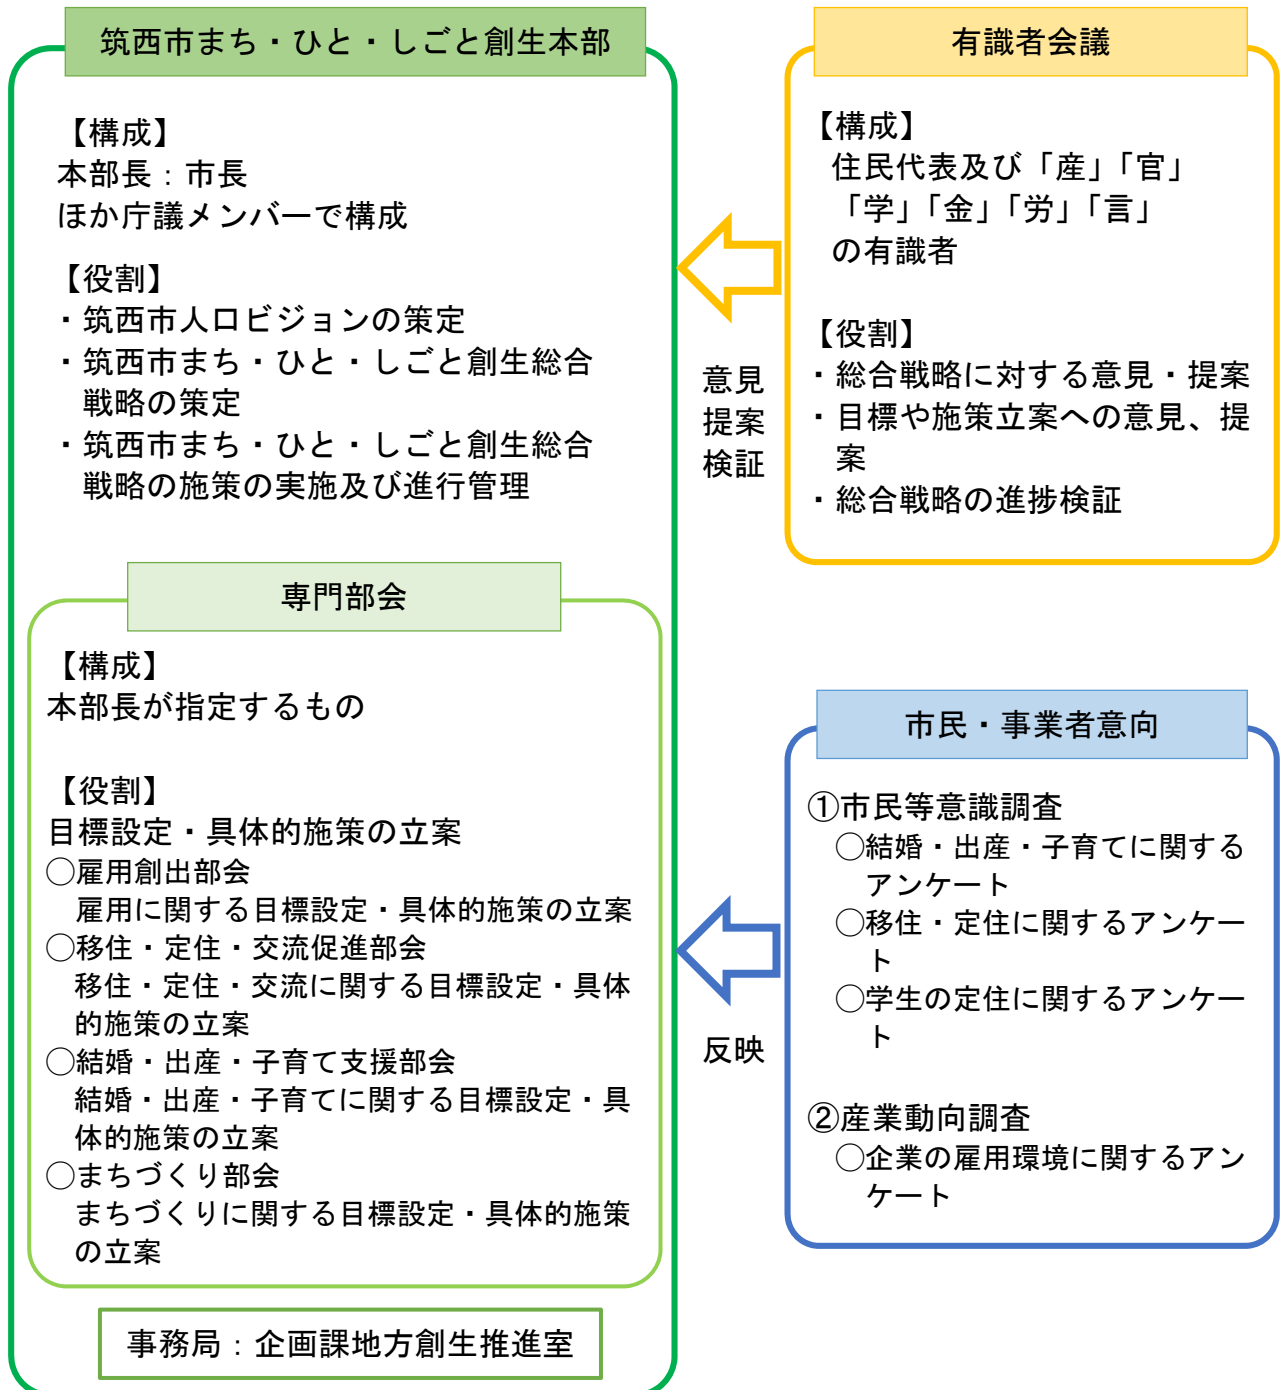 筑西市まち・ひと・しごと創生本部
【構成】
本部長：市長
ほか庁議メンバーで構成
【役割】
・筑西市人口ビジョンの策定
・筑西市まち・ひと・しごと創生総合
戦略の策定
・筑西市まち・ひと・しごと創生総合
戦略の施策の実施及び進行管理
専門部会
【構成】
本部長が指定するもの
【役割】
目標設定・具体的施策の立案
○雇用創出部会
雇用に関する目標設定・具体的施策の立案
○移住・定住・交流促進部会
移住・定住・交流に関する目標設定・具体
的施策の立案
○結婚・出産・子育て支援部会
結婚・出産・子育てに関する目標設定・具
体的施策の立案
○まちづくり部会
まちづくりに関する目標設定・具体的施策
の立案
事務局：企画課地方創生推進室
有識者会議
【構成】
住民代表及び「産」「官」
「学」「金」「労」「言」
の有識者
【役割】
・総合戦略に対する意見・提案
・目標や施策立案への意見、提
案
・総合戦略の進捗検証
意見
提案
検証
市民・事業者意向
①市民等意識調査
○結婚・出産・子育てに関する
アンケート
○移住・定住に関するアンケー
ト
○学生の定住に関するアンケー
ト
②産業動向調査
○企業の雇用環境に関するアン
ケート
反映